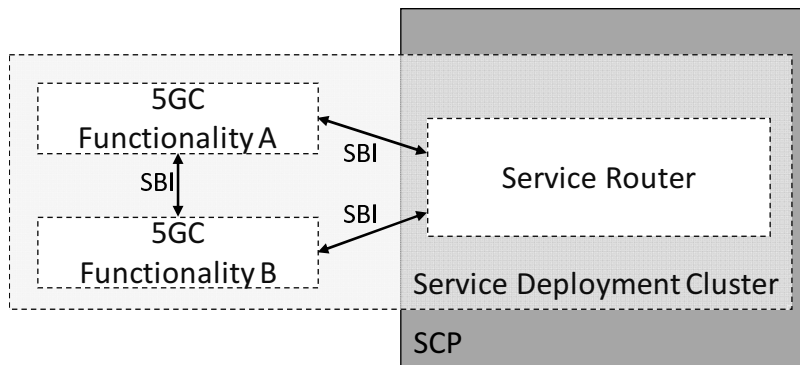 5GC
Functionality A
SBI
Service Router
SBI
SBI
5GC
Functionality B
Service Deployment Cluster
SCP